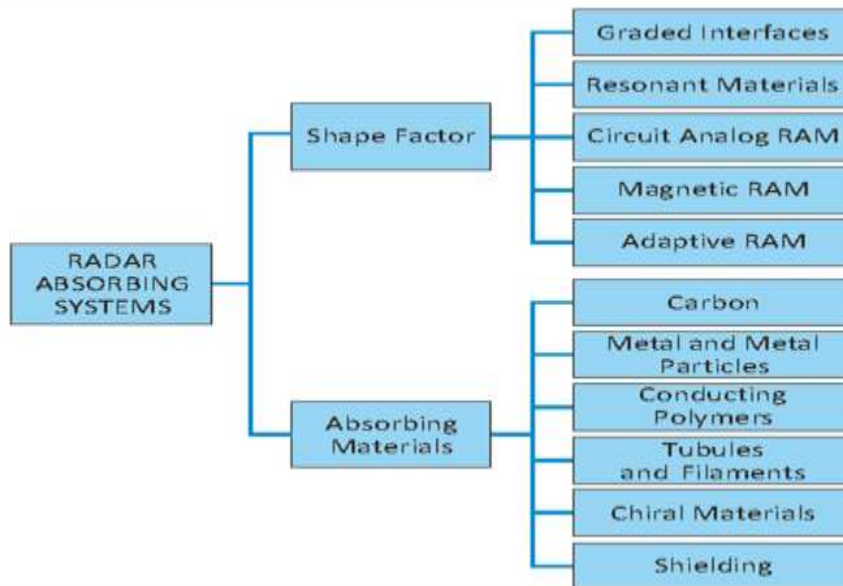 RADAR
ABSORBING
SYSTEMS
Shape Factor
Graded Interfaces
Resonant Materials
Circuit Analog RAM
Magnetic RAM
Adaptive RAM
Absorbing
Materials
Carbon
Metal and Metal
Particles
Conducting
Polymers
Tubules
and Filaments
Chiral Materials
Shielding